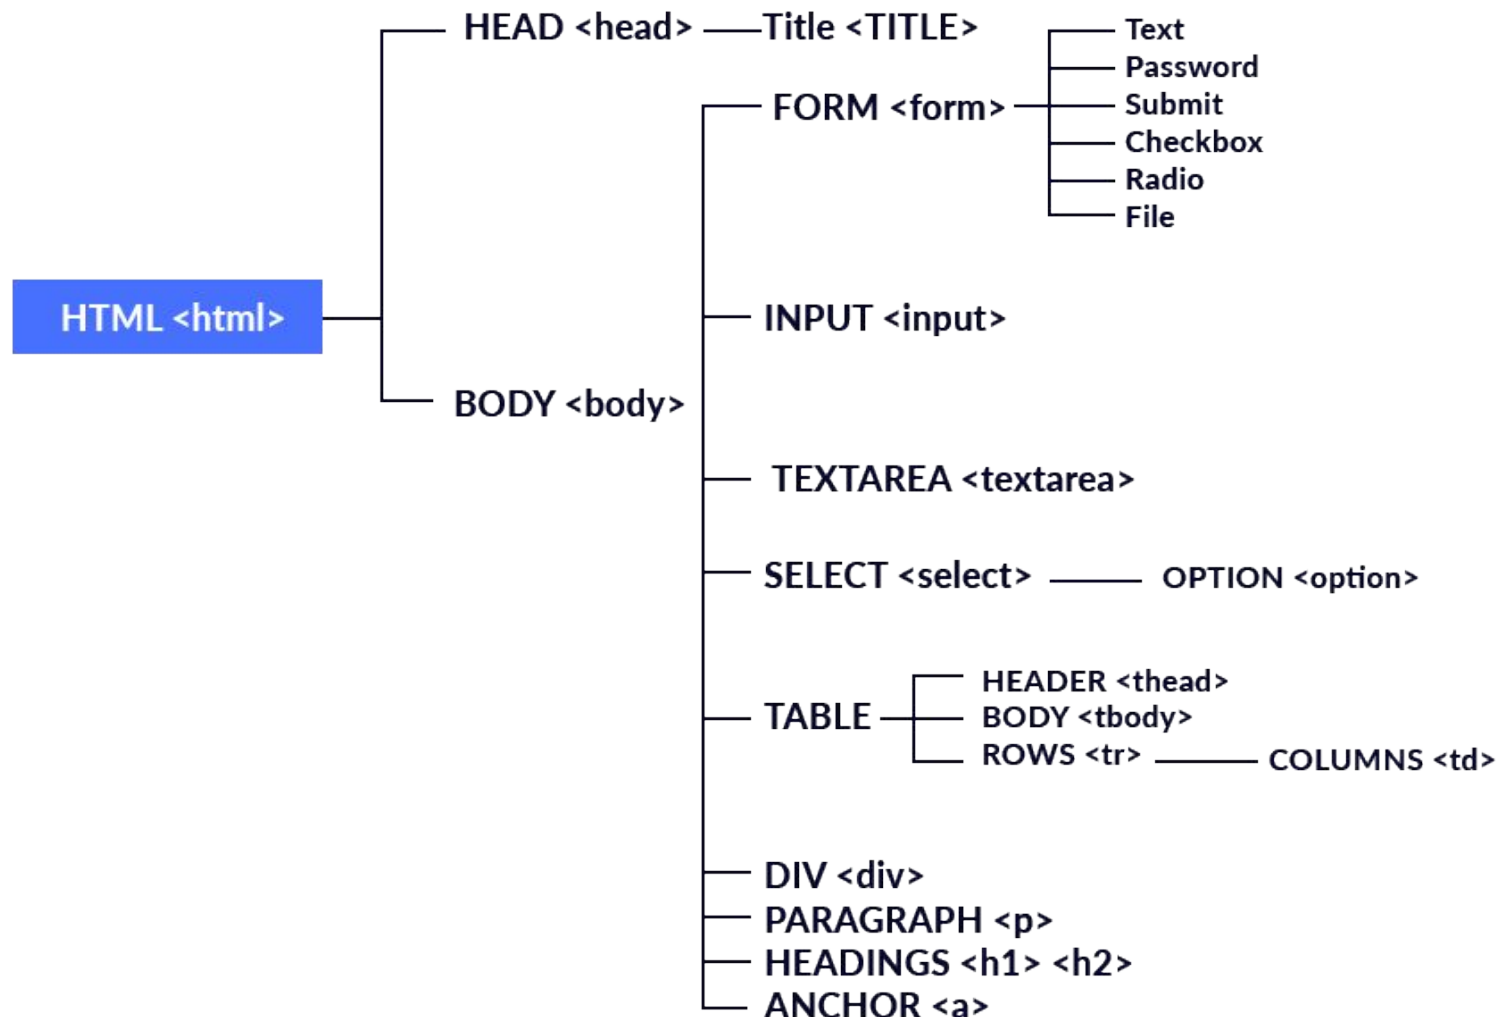 HEAD <head>
Title <TITLE>
Text
Password
FORM <form>
Submit
Checkbox
Radio
File
HTML <html>
INPUT <input>
BODY <body>
TEXTAREA <textarea>
SELECT <select>
OPTION <option>
HEADER <thead>
TABLE
BODY <tbody>
ROWS <tr>
COLUMNS <td>
DIV <div>
PARAGRAPH <p>
HEADINGS <h1> <h2>
ANCHOR <a>